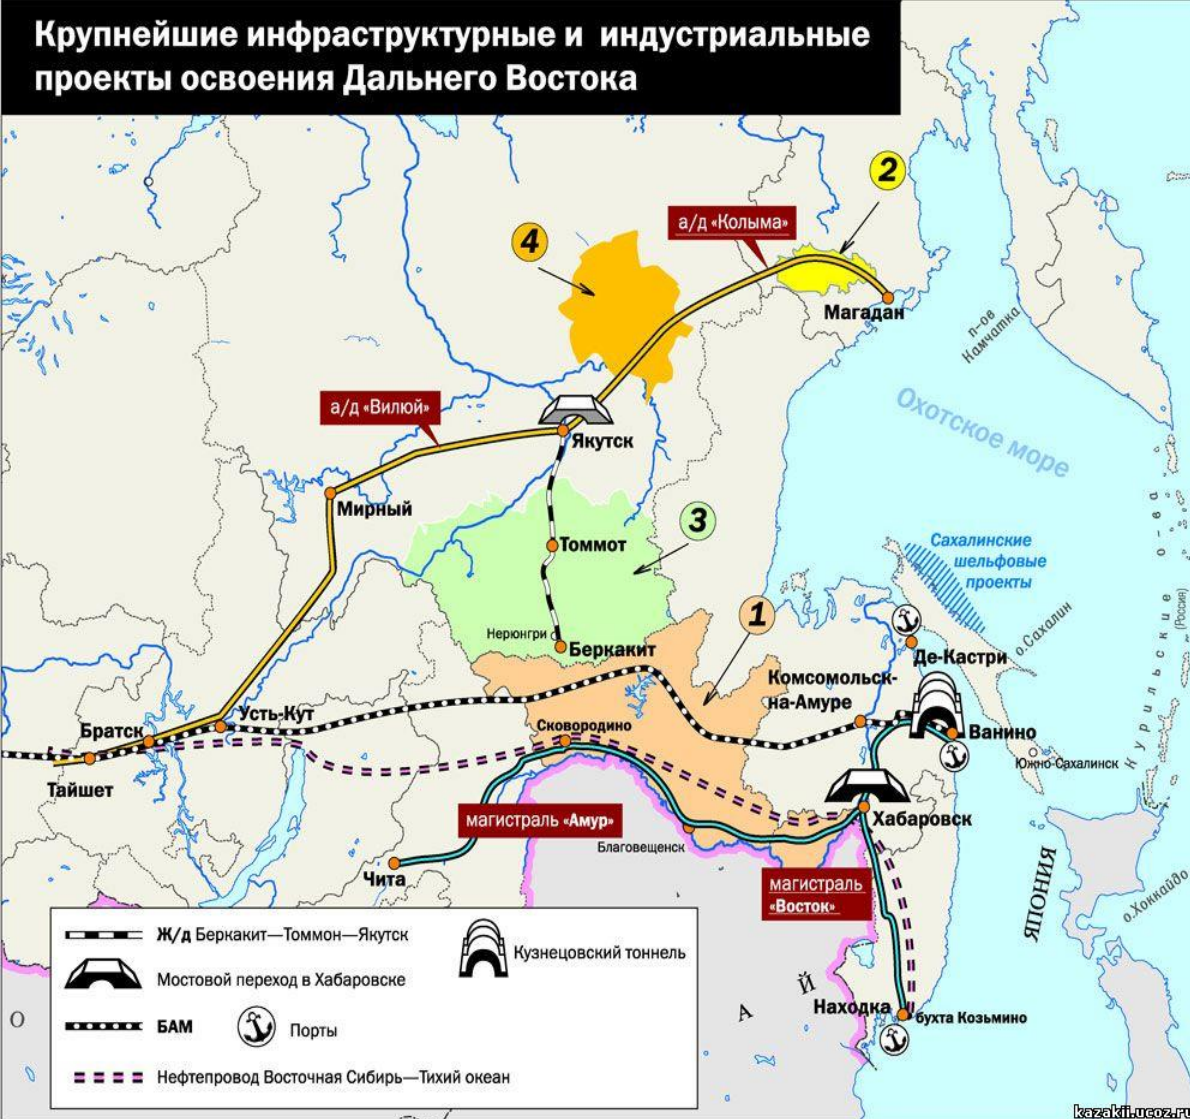 Крупнейшие инфраструктурные и индустриальные
проекты освоения Дальнего Востока
2
а/д «Колыма»
4
Магадан
п-ов
Камчатка
а/д «Вилюй»
Охотское море
Якутск
Мирный
3
Томмот
Сахалинские
шельфовые
проекты
Курильские о-ва
(Россия)
1
о.Сахалин
Нерюнгри
Беркакит
Де-Кастри
Комсомольск-
на-Амуре
Усть-Кут
Братск
Сковородино
Ванино
Южно-Сахалинск
Тайшет
магистраль «Амур»
Хабаровск
Благовещенск
Чита
магистраль
«Восток»
ЯПОНИЯ
о.Хоккайдо
Ж/д Беркакит—Томмон—Якутск
Кузнецовский тоннель
Мостовой переход в Хабаровске
А Й
Находка
бухта Козьмино
О
БАМ
Порты
Нефтепровод Восточная Сибирь—Тихий океан
kazakii.ucoz.ru